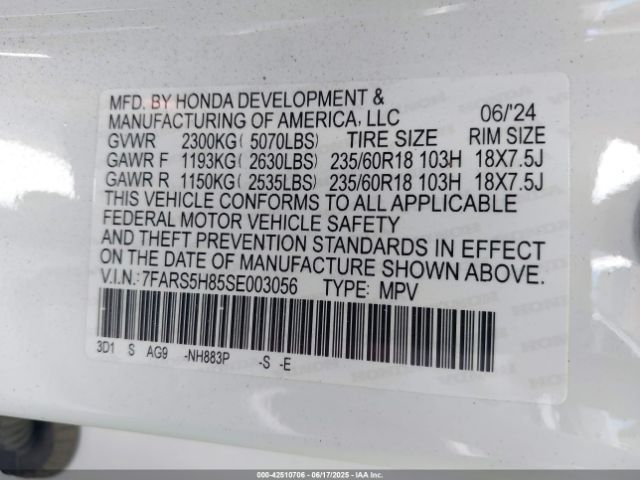 MFD. BY HONDA DEVELOPMENT &
MANUFACTURING OF AMERICA, LLC 06/'24
GVWR 2300KG( 5070LBS) TIRE SIZE RIM SIZE
GAWR F 1193KG( 2630LBS) 235/60R18 103H 18X7.5J
GAWR R 1150KG( 2535LBS) 235/60R18 103H 18X7.5J
THIS VEHICLE CONFORMS TO ALL APPLICABLE
FEDERAL MOTOR VEHICLE SAFETY
AND THEFT PREVENTION STANDARDS IN EFFECT
ON THE DATE OF MANUFACTURE SHOWN ABOVE.
V.I.N.: 7FARS5H85SE003056 TYPE: MPV
3D1 S AG9 -NH883P -S -E
000-42510706 - 06/17/2025 - IAA Corp.